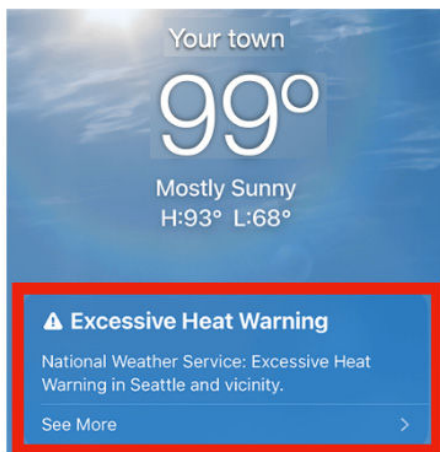 Your town
99°
Mostly Sunny
H:93° L:68°
Excessive Heat Warning
National Weather Service: Excessive Heat
Warning in Seattle and vicinity.
See More